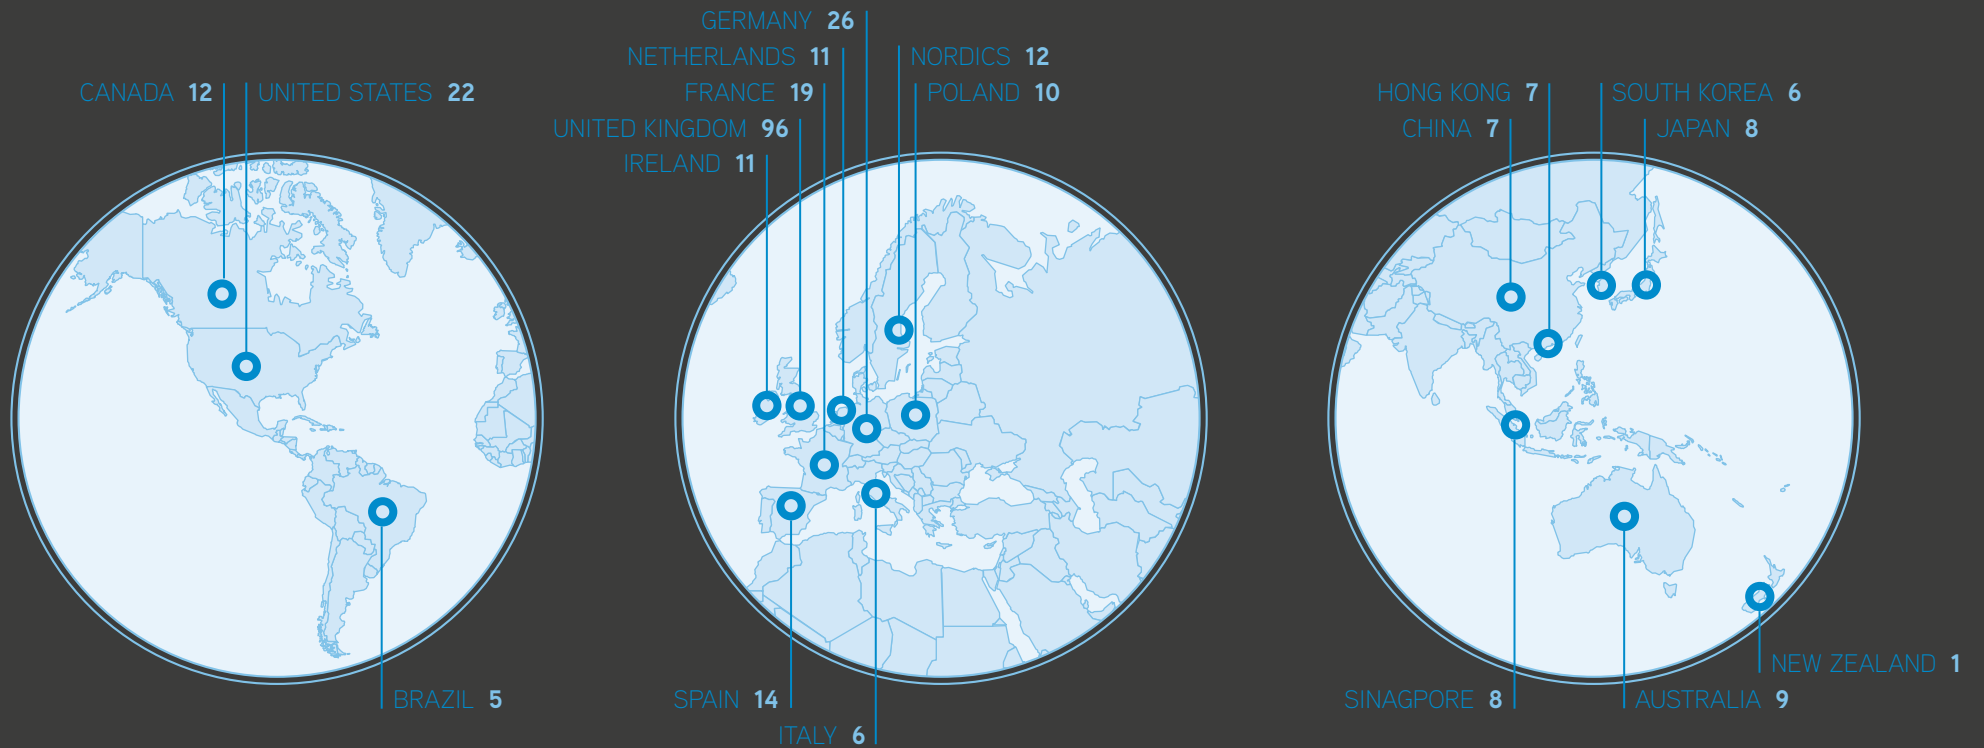 CANADA 12
UNITED STATES 22
BRAZIL 5
GERMANY 26
NETHERLANDS 11
NORDICS 12
FRANCE 19
POLAND 10
UNITED KINGDOM 96
IRELAND 11
SPAIN 14
ITALY 6
HONG KONG 7
SOUTH KOREA 6
CHINA 7
JAPAN 8
NEW ZEALAND 1
SINAGPORE 8
AUSTRALIA 9